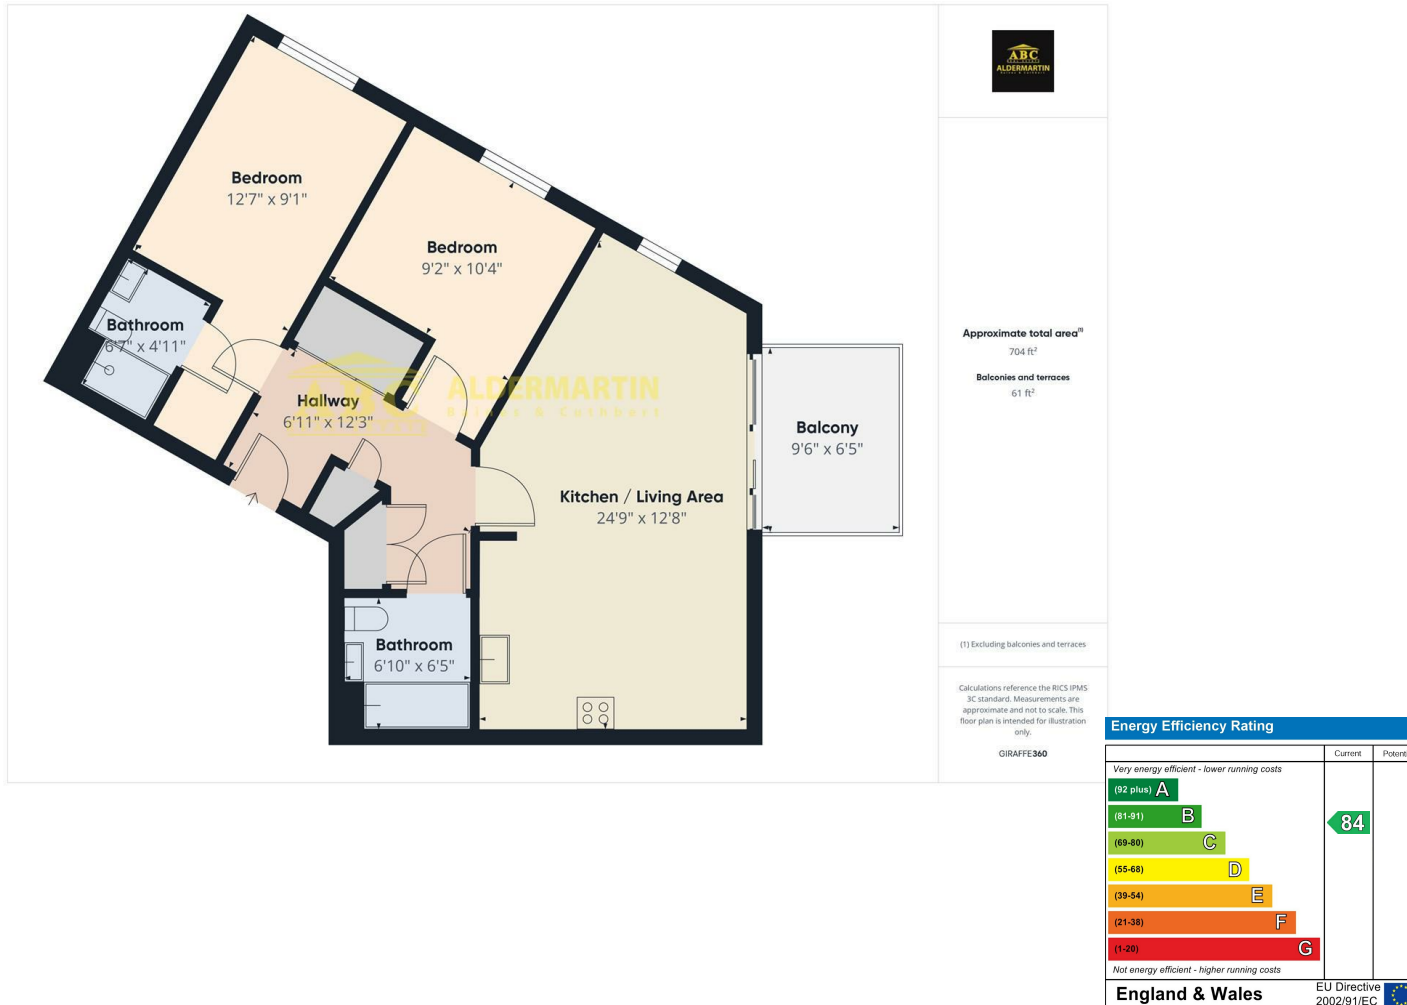 Bedroom
12'7" x 9'1"
Bedroom
9'2" x 10'4"
Bathroom
6'7" x 4'11"
Hallway
6'11" x 12'3"
ABC
ALDERMARTIN
Baines & Cuthbert
Kitchen / Living Area
24'9" x 12'8"
Balcony
9'6" x 6'5"
Bathroom
6'10" x 6'5"
ABC
ALDERMARTIN
Baines & Cuthbert
Approximate total area(1)
704 ft²
Balconies and terraces
61 ft²
(1) Excluding balconies and terraces
Calculations reference the RICS IPMS
3C standard. Measurements are
approximate and not to scale. This
floor plan is intended for illustration
only.
GIRAFFE360
Energy Efficiency Rating
Current Potenti
Very energy efficient - lower running costs
(92 plus) A
(81-91) B
84
(69-80) C
(55-68) D
(39-54) E
(21-38) F
(1-20) G
Not energy efficient - higher running costs
England & Wales
EU Directive
2002/91/EC